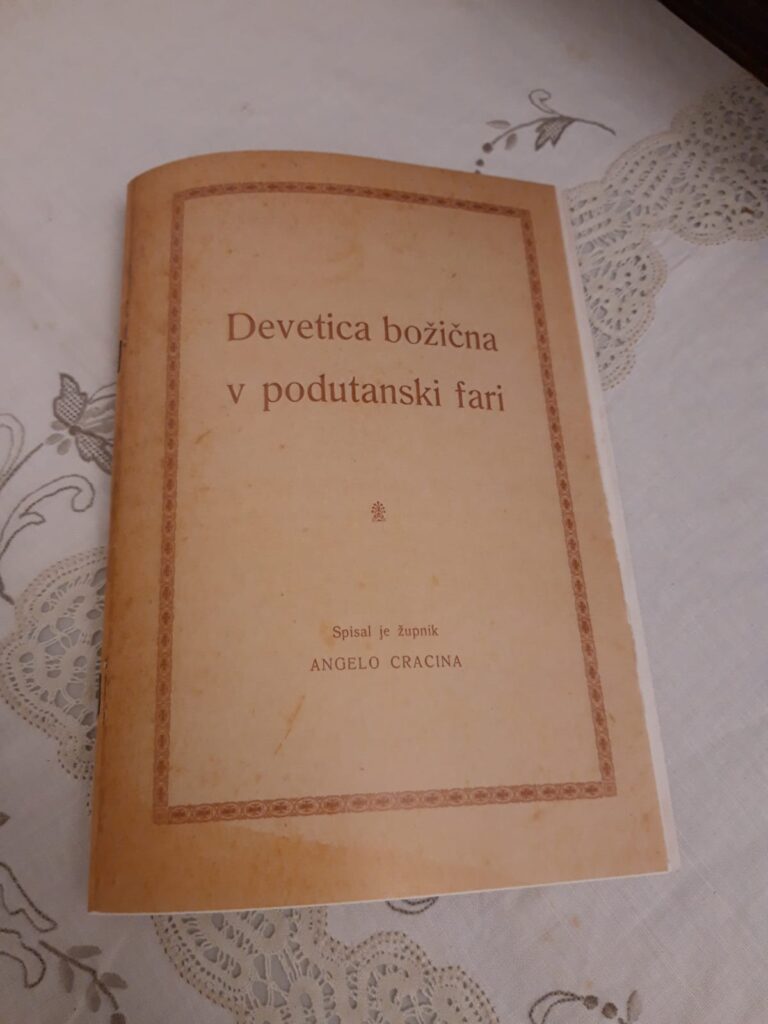 Devetica božična
v podutanski fari
Spisal je župnik
ANGELO CRACINA